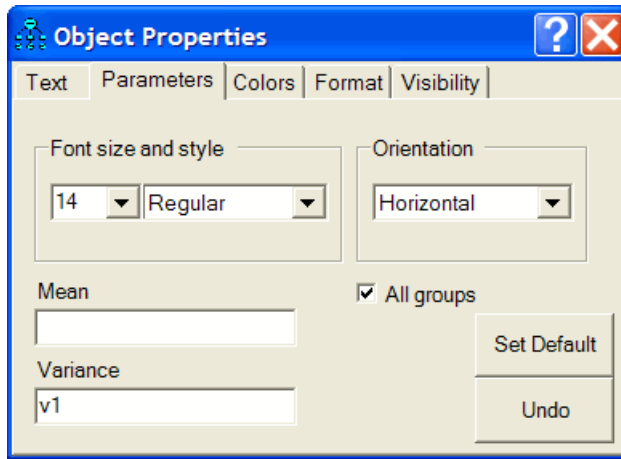 Object Properties
Text Parameters Colors Format Visibility
Font size and style
Orientation
14 Regular
Horizontal
Mean
All groups
Set Default
Variance
v1
Undo